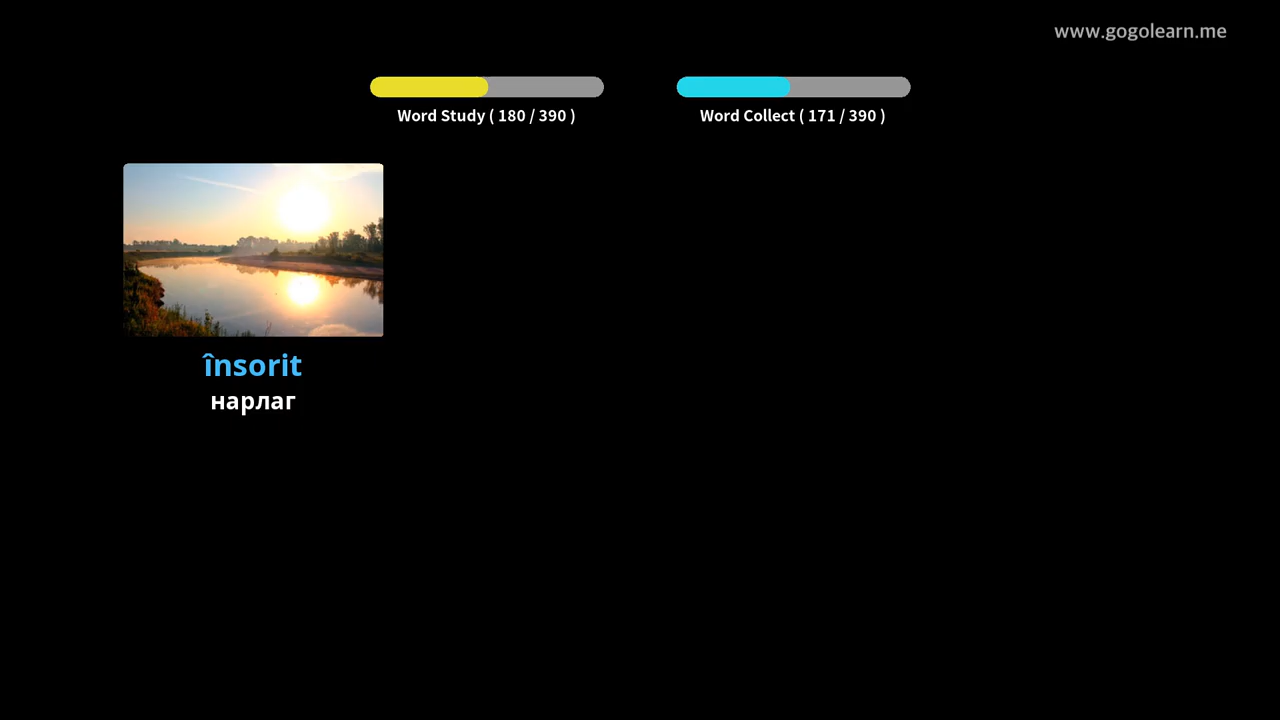 www.gogolearn.me
Word Study ( 180 / 390 )
Word Collect ( 171 / 390 )
însorit
нарлаг